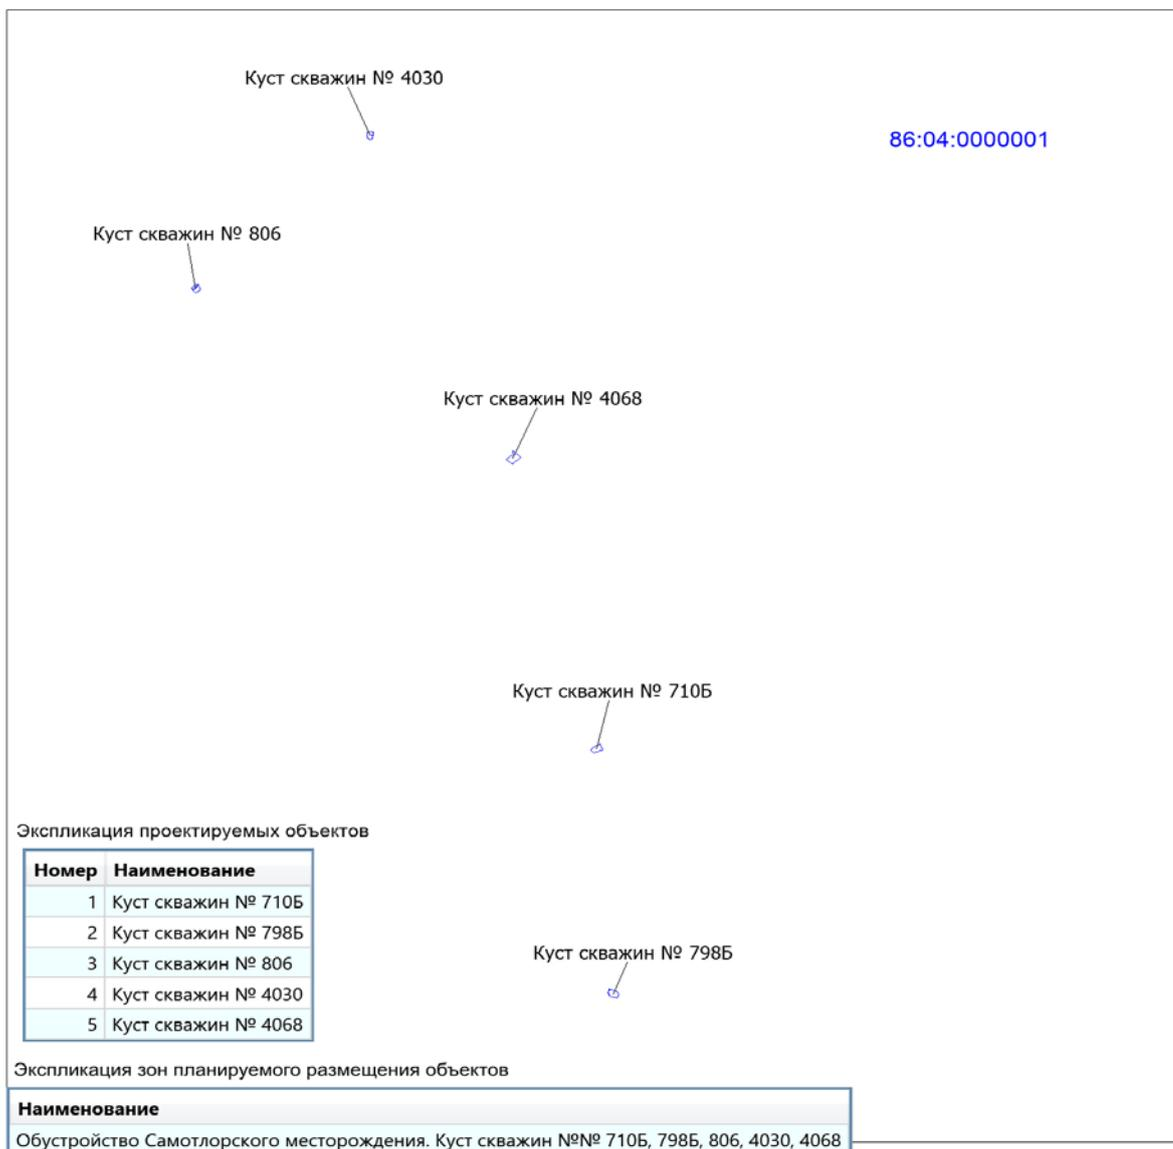 Куст скважин № 4030
86:04:0000001
Куст скважин № 806
Куст скважин № 4068
Куст скважин № 710Б
Экспликация проектируемых объектов
Номер Наименование
1 Куст скважин № 710Б
2 Куст скважин № 798Б
3 Куст скважин № 806
4 Куст скважин № 4030
5 Куст скважин № 4068
Куст скважин № 798Б
Экспликация зон планируемого размещения объектов
Наименование
Обустройство Самотлорского месторождения. Куст скважин №№ 710Б, 798Б, 806, 4030, 4068